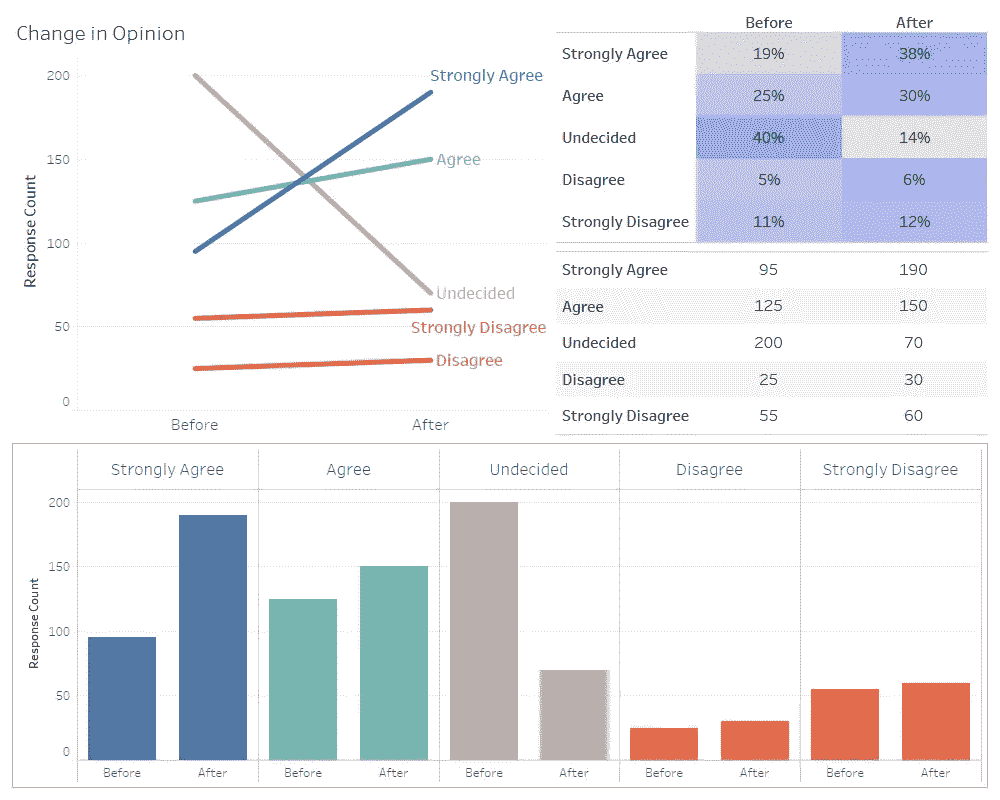 Change in Opinion
200
150
100
50
0
Response Count
Before
After
Strongly Agree
Agree
Undecided
Strongly Disagree
Disagree
Before After
Strongly Agree 19% 38%
Agree 25% 30%
Undecided 40% 14%
Disagree 5% 6%
Strongly Disagree 11% 12%
Strongly Agree 95 190
Agree 125 150
Undecided 200 70
Disagree 25 30
Strongly Disagree 55 60
Strongly Agree Agree Undecided Disagree Strongly Disagree
200
150
100
50
0
Response Count
Before After Before After Before After Before After Before After